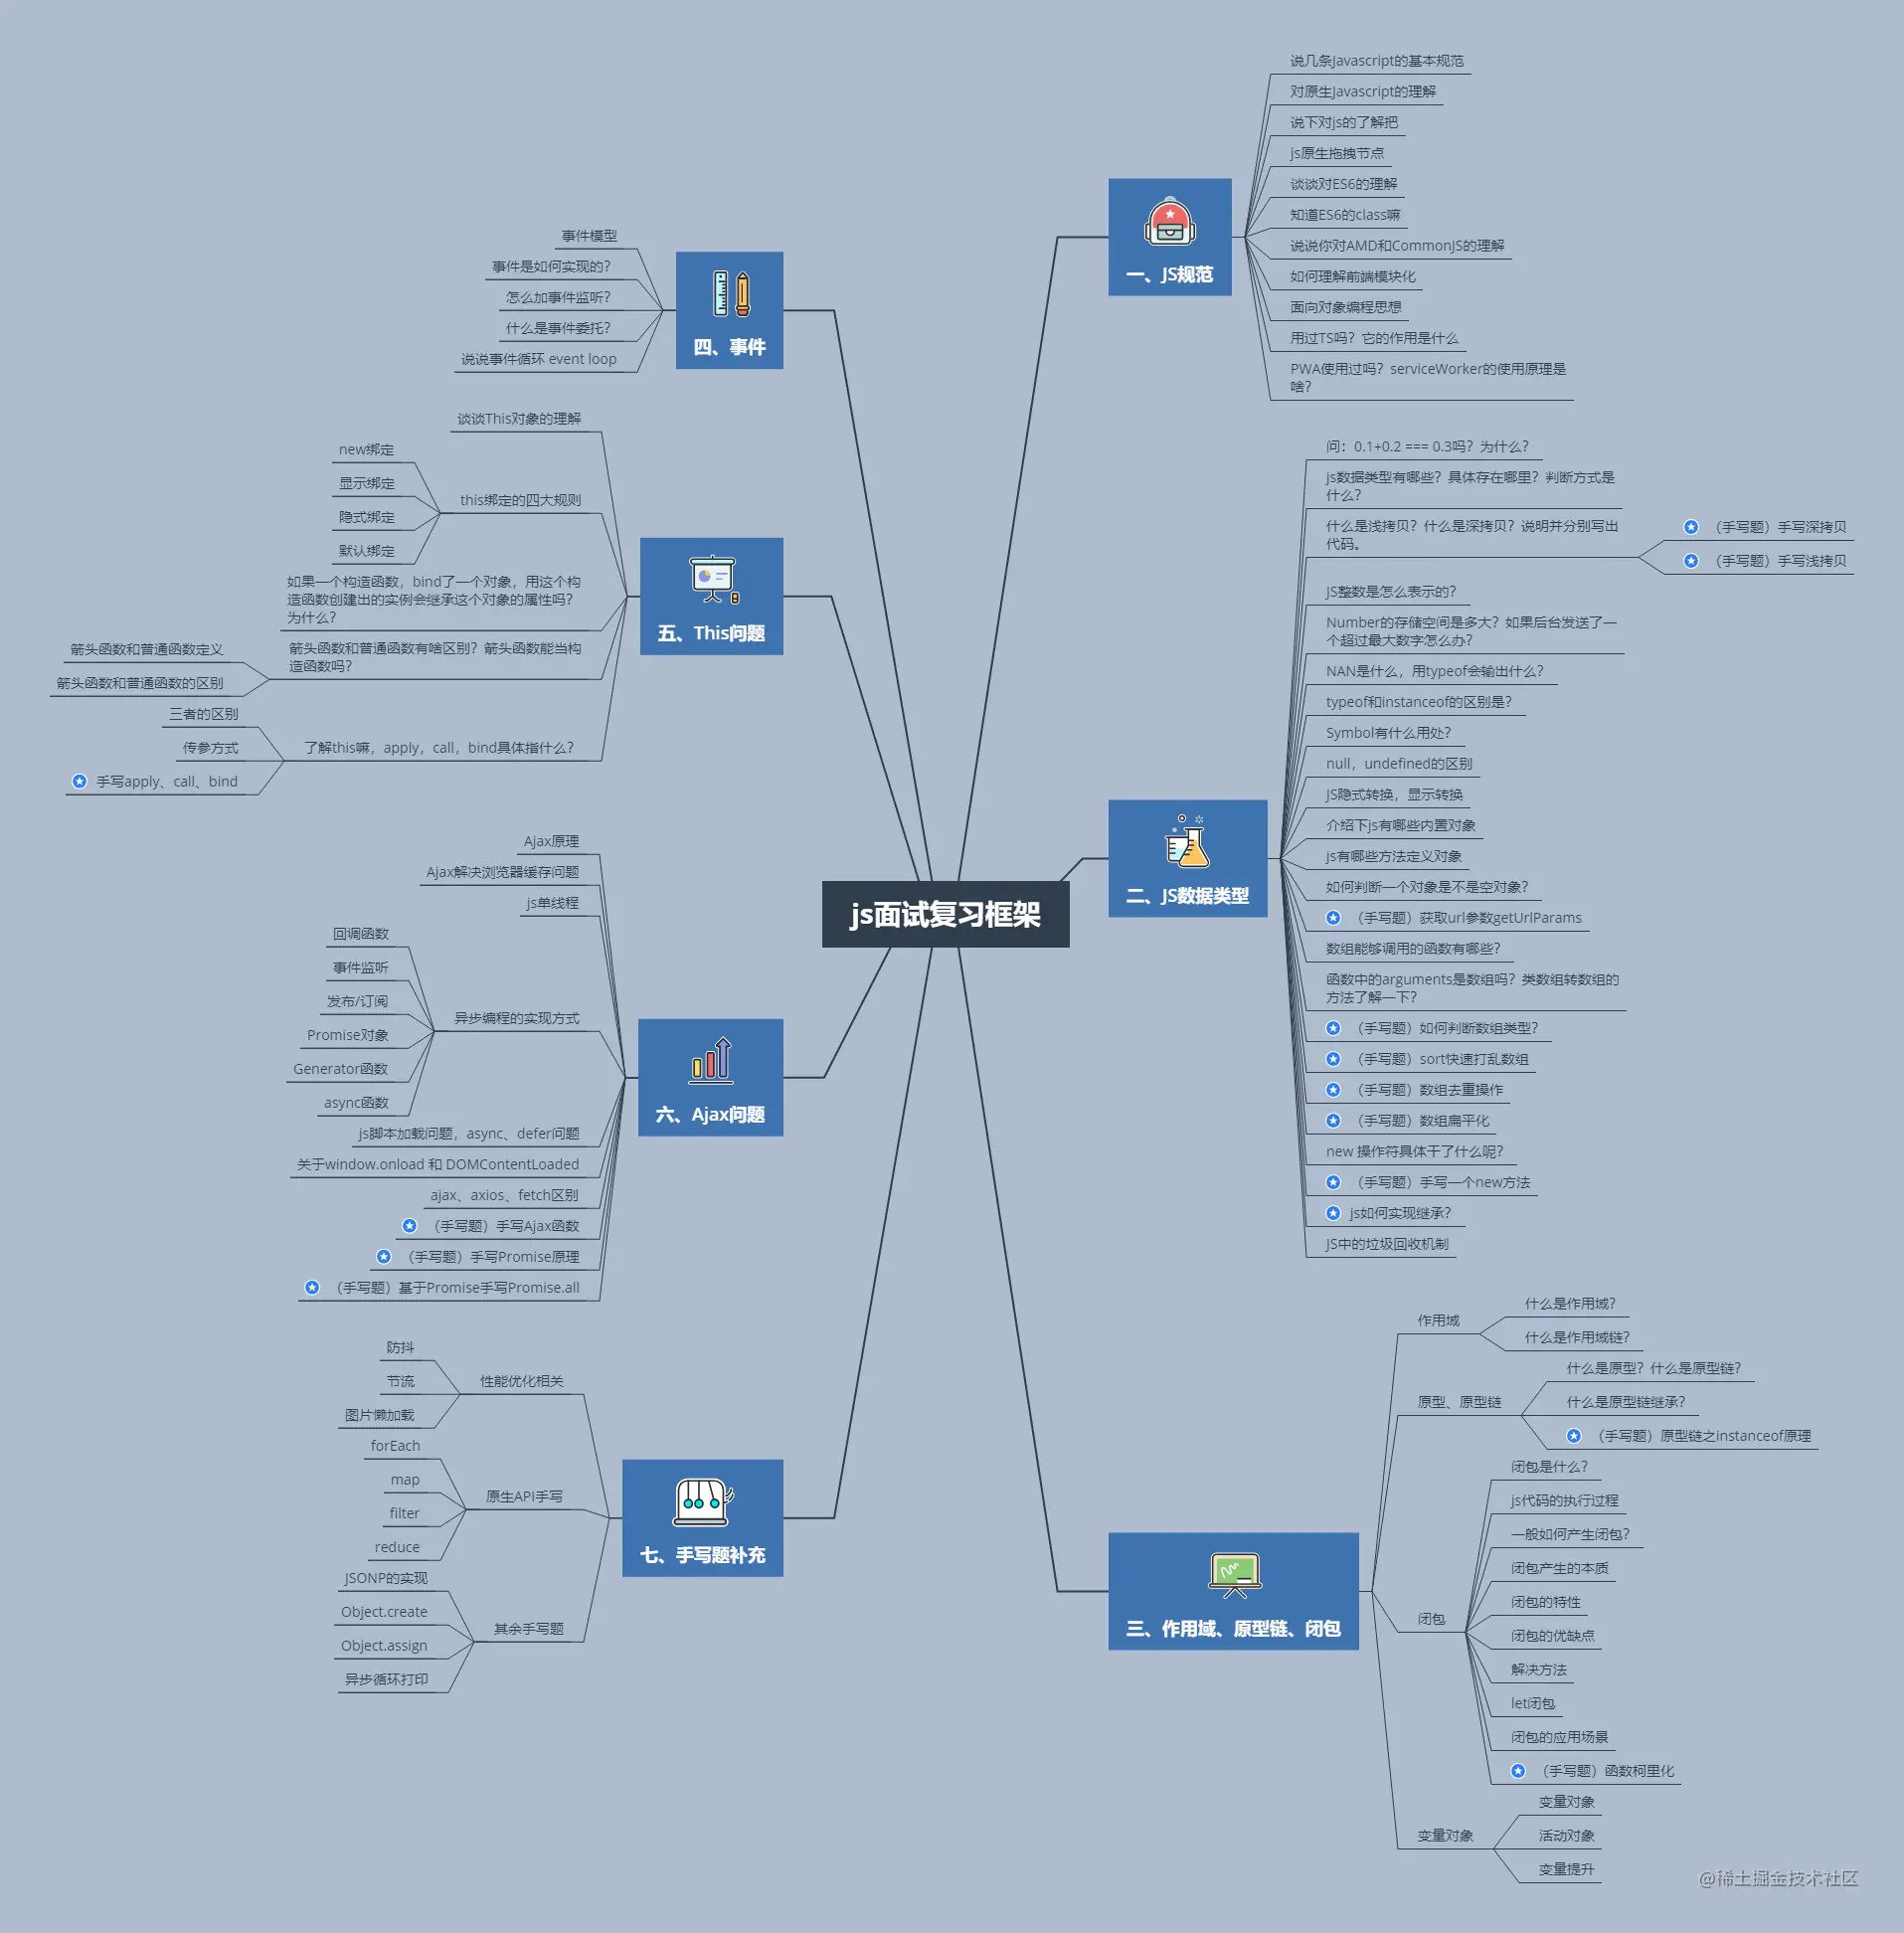 js面试复习框架
一、JS规范
说几条Javascript的基本规范
对原生Javascript的理解
说下对js的了解把
js原生拖拽节点
谈谈对ES6的理解
知道ES6的class嘛
说说你对AMD和CommonJS的理解
如何理解前端模块化
面向对象编程思想
用过TS吗？它的作用是什么
PWA使用过吗？serviceWorker的使用原理是
啥？
二、JS数据类型
问：0.1+0.2 === 0.3吗？为什么？
js数据类型有哪些？具体存在哪里？判断方式是
什么？
什么是浅拷贝？什么是深拷贝？说明并分别写出
代码。
（手写题）手写深拷贝
（手写题）手写浅拷贝
JS整数是怎么表示的？
Number的存储空间是多大？如果后台发送了一
个超过最大数字怎么办？
NAN是什么，用typeof会输出什么？
typeof和instanceof的区别是？
Symbol有什么用处？
null，undefined的区别
JS隐式转换，显示转换
介绍下js有哪些内置对象
js有哪些方法定义对象
如何判断一个对象是不是空对象？
（手写题）获取url参数getUrlParams
数组能够调用的函数有哪些？
函数中的arguments是数组吗？类数组转数组的
方法了解一下？
（手写题）如何判断数组类型？
（手写题）sort快速打乱数组
（手写题）数组去重操作
（手写题）数组扁平化
new 操作符具体干了什么呢？
（手写题）手写一个new方法
js如何实现继承？
JS中的垃圾回收机制
三、作用域、原型链、闭包
作用域
什么是作用域？
什么是作用域链？
原型、原型链
什么是原型？什么是原型链？
什么是原型链继承？
（手写题）原型链之instanceof原理
闭包
闭包是什么？
js代码的执行过程
一般如何产生闭包？
闭包产生的本质
闭包的特性
闭包的优缺点
解决方法
let闭包
闭包的应用场景
（手写题）函数柯里化
变量对象
变量对象
活动对象
变量提升
四、事件
事件模型
事件是如何实现的？
怎么加事件监听？
什么是事件委托？
说说事件循环 event loop
五、This问题
谈谈This对象的理解
this绑定的四大规则
new绑定
显示绑定
隐式绑定
默认绑定
如果一个构造函数，bind了一个对象，用这个构
造函数创建出的实例会继承这个对象的属性吗？
为什么？
箭头函数和普通函数有啥区别？箭头函数能当构
造函数吗？
箭头函数和普通函数定义
箭头函数和普通函数的区别
了解this嘛，apply，call，bind具体指什么？
三者的区别
传参方式
手写apply、call、bind
六、Ajax问题
Ajax原理
Ajax解决浏览器缓存问题
js单线程
异步编程的实现方式
回调函数
事件监听
发布/订阅
Promise对象
Generator函数
async函数
js脚本加载问题，async、defer问题
关于window.onload 和 DOMContentLoaded
ajax、axios、fetch区别
（手写题）手写Ajax函数
（手写题）手写Promise原理
（手写题）基于Promise手写Promise.all
七、手写题补充
性能优化相关
防抖
节流
图片懒加载
原生API手写
forEach
map
filter
reduce
其余手写题
JSONP的实现
Object.create
Object.assign
异步循环打印
@稀土掘金技术社区